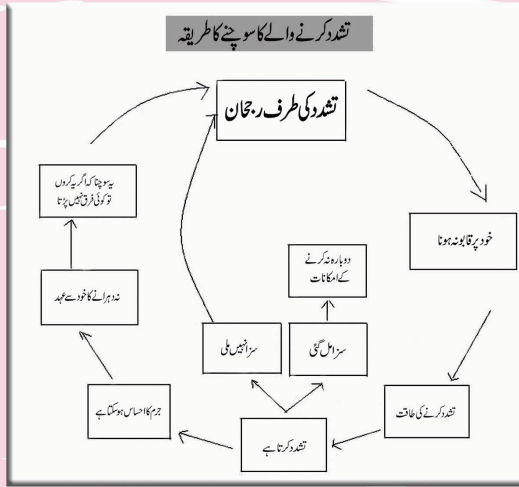 تشدد کرنے والے کا سوچنے کا طریقہ
تشدد کی طرف رجحان
خود پر قابو نہ ہونا
تشدد کرنے کی طاقت
تشدد کرتا ہے
سزا مل گئی
دوبارہ نہ کرنے
کے امکانات
سزا نہیں ملی
جرم کا احساس ہو سکتا ہے
نہ دہرانے کا خود سے عہد
یہ سوچنا کہ اگر یہ کروں
تو کوئی فرق نہیں پڑتا